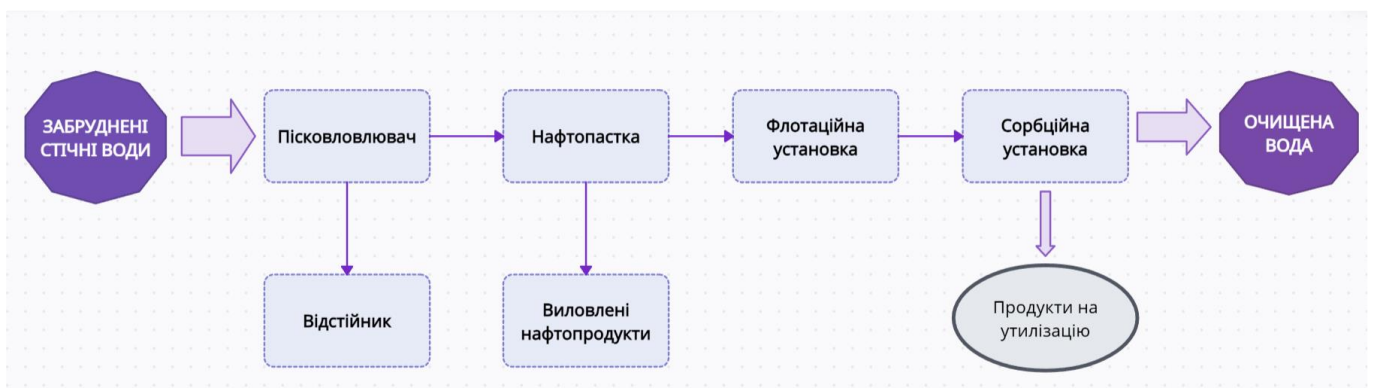 ЗАБРУДНЕНІ
СТІЧНІ ВОДИ
Пісковловлювач
Нафтопастка
Флотаційна
установка
Сорбційна
установка
ОЧИЩЕНА
ВОДА
Відстійник
Виловлені
нафтопродукти
Продукти на
утилізацію